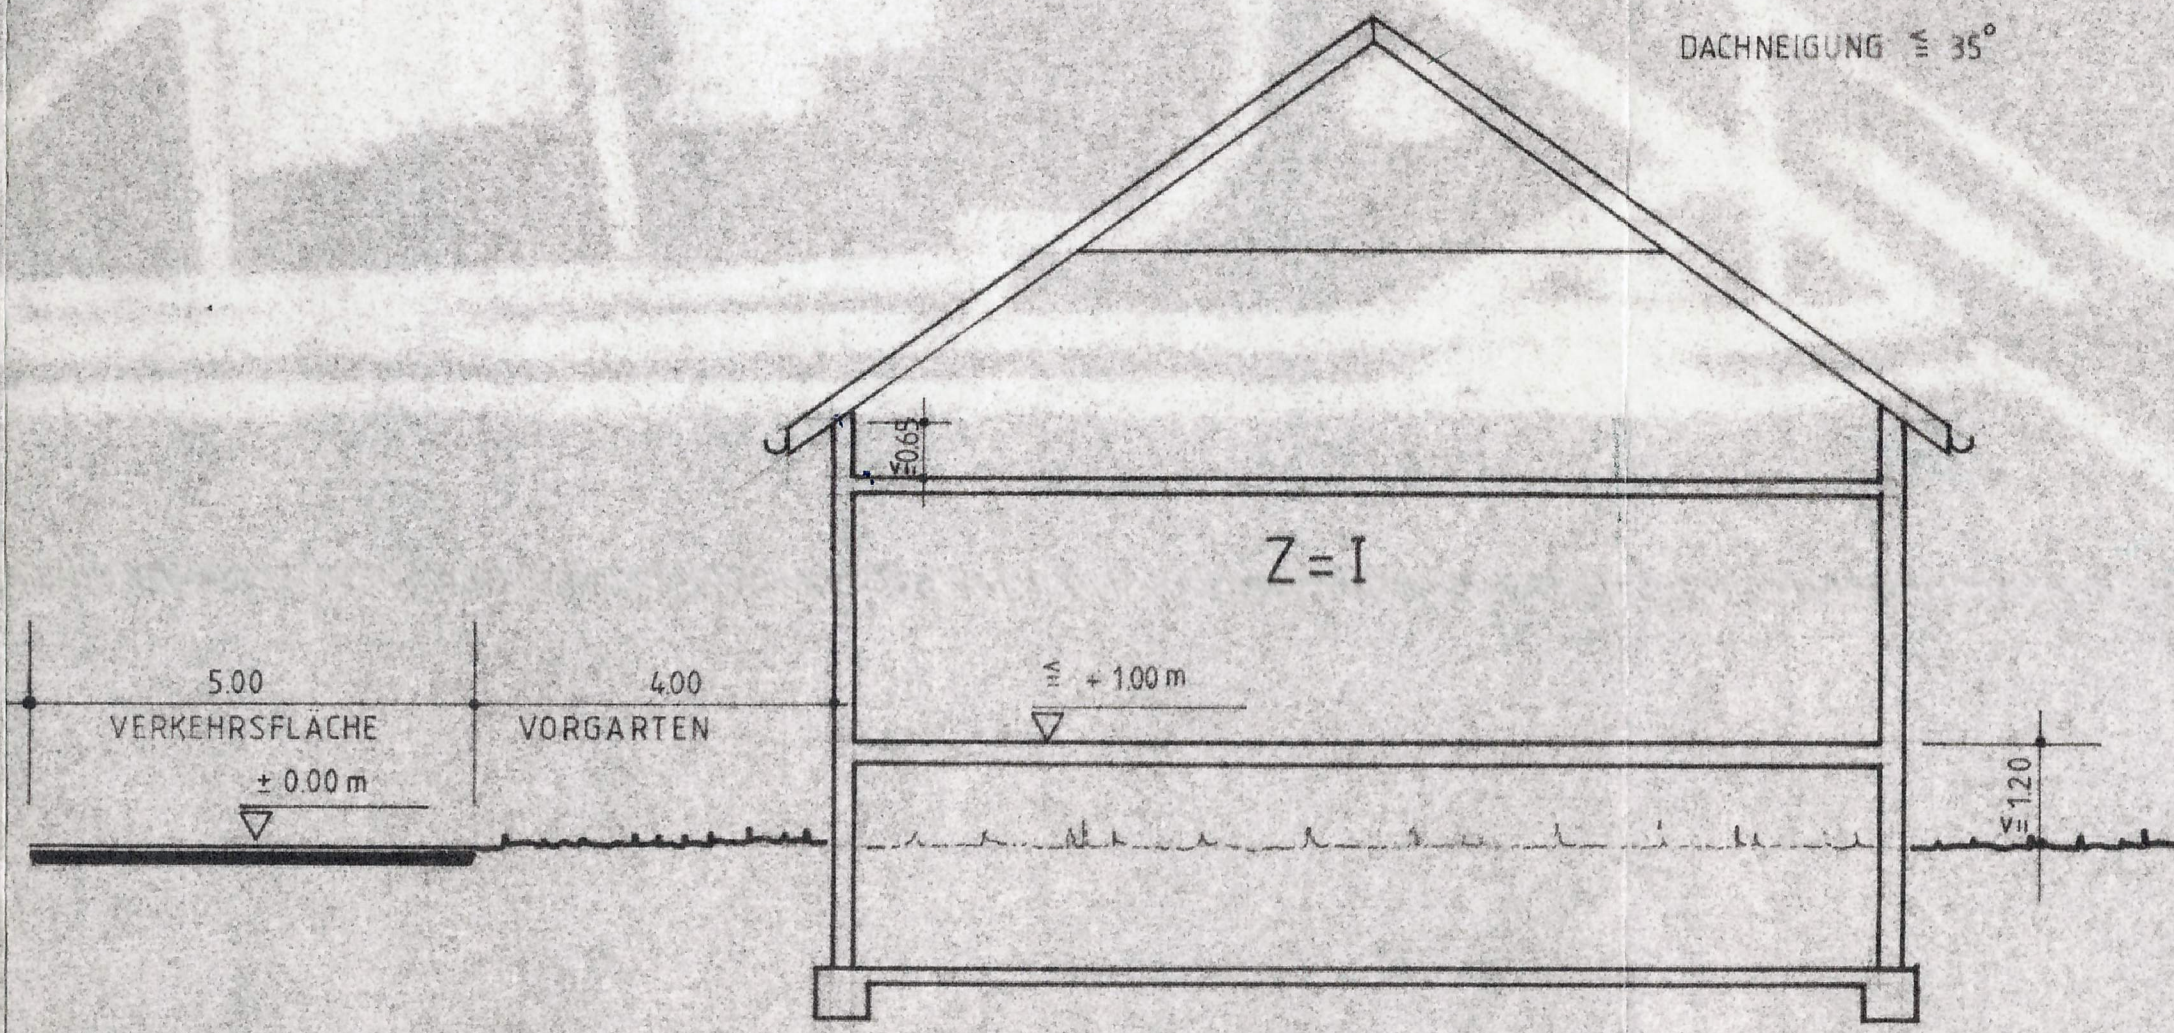 DACHNEIGUNG ≦ 35°
≦ 0.65
Z = I
5.00
4.00
≦ + 1.00 m
VERKEHRSFLÄCHE
VORGARTEN
± 0.00 m
≦ 1.20